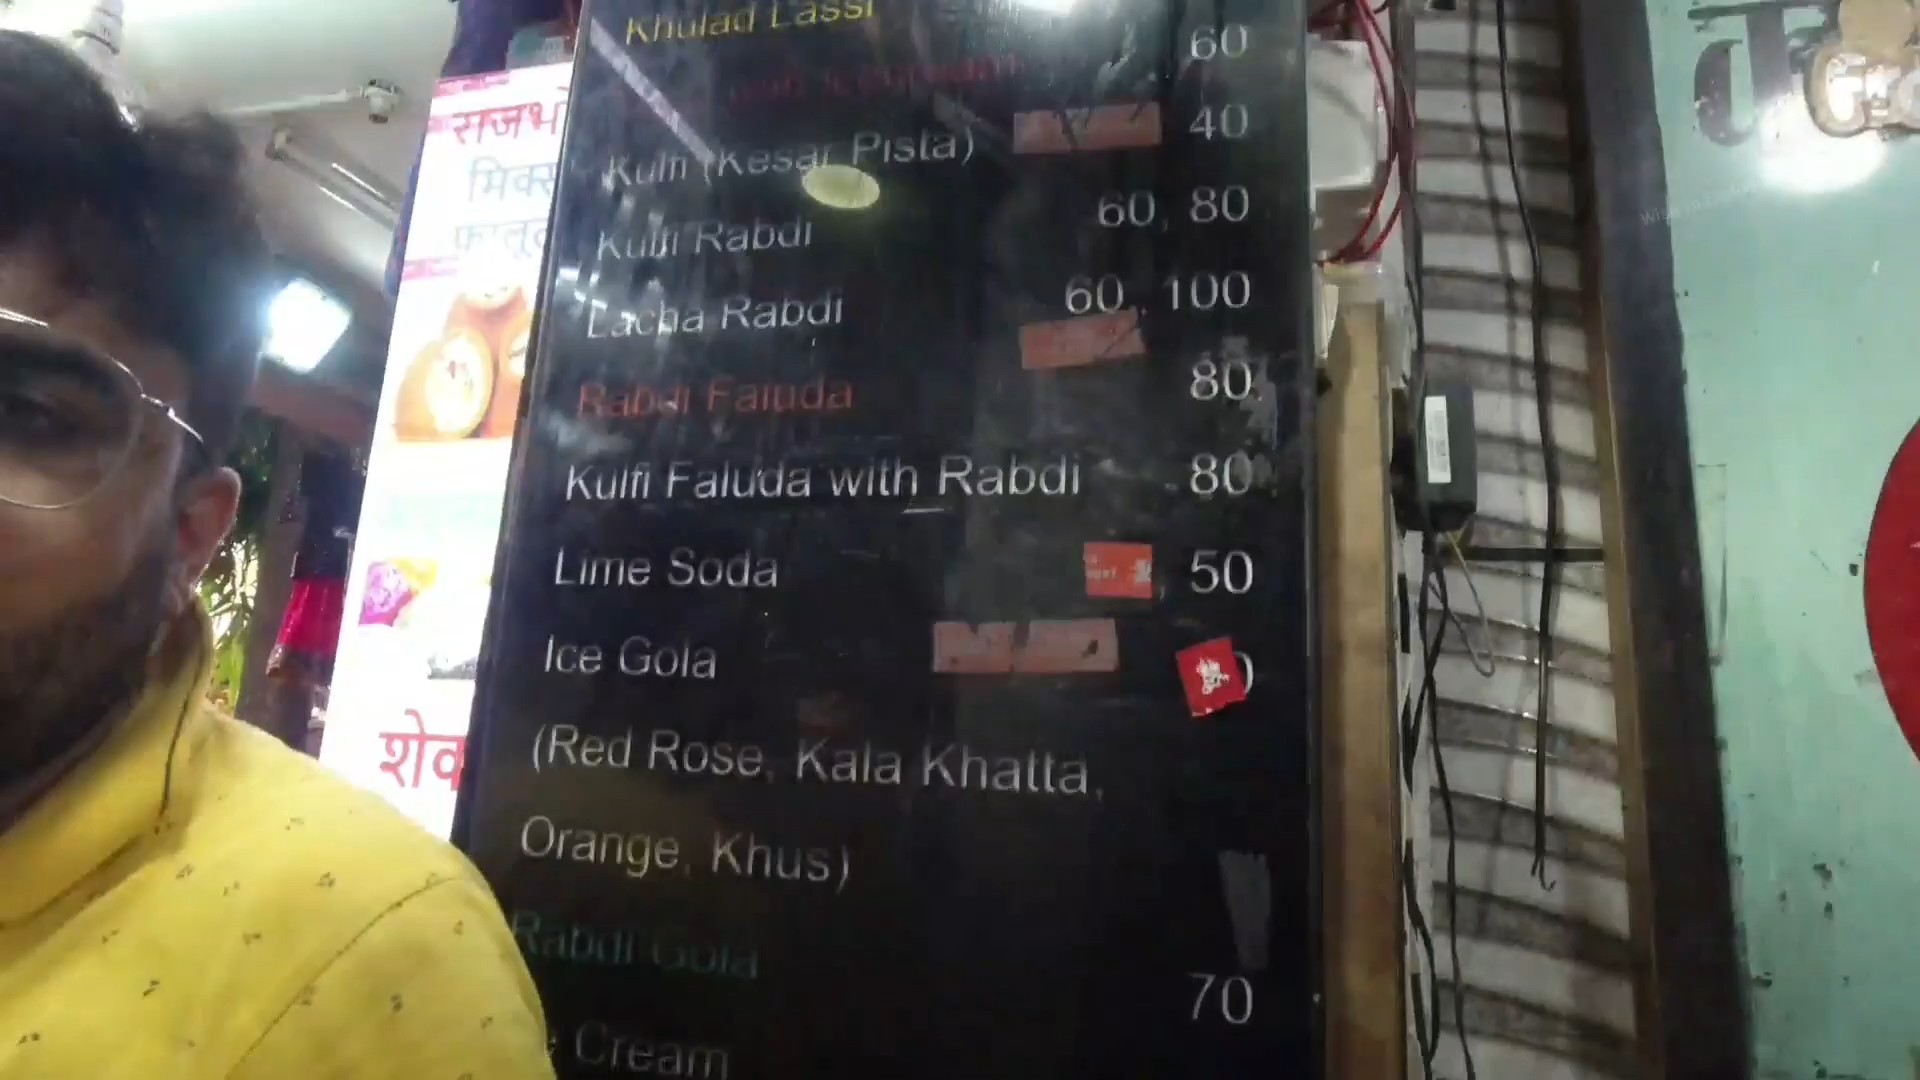 Khulad Lassi
60
40
Kulfi (Kesar Pista)
60, 80
Kulfi Rabdi
60, 100
Lacha Rabdi
80
Rabdi Faluda
Kulfi Faluda with Rabdi 80
Lime Soda , 50
Ice Gola
(Red Rose, Kala Khatta,
Orange, Khus)
Rabdi Gola
70
Cream
मिक्स